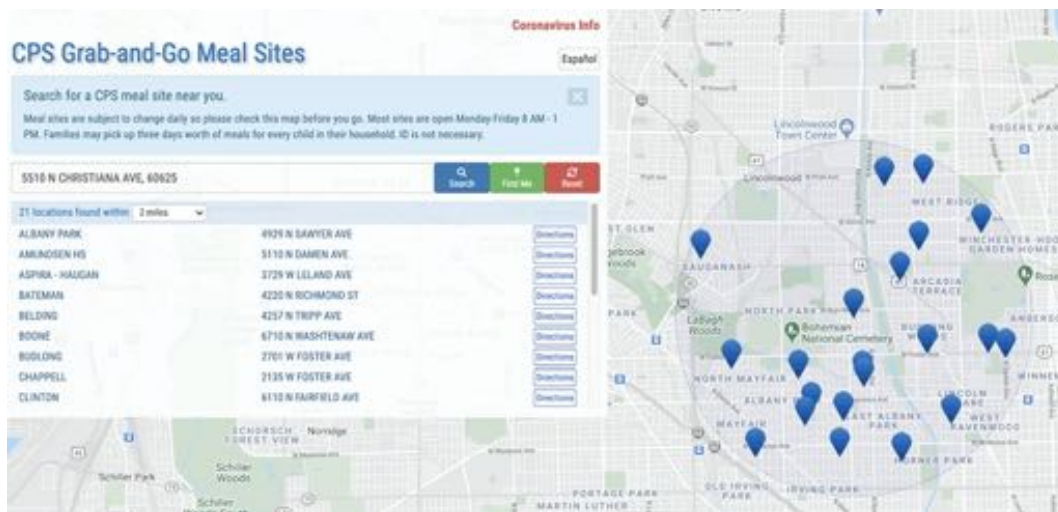 Coronavirus Info
CPS Grab-and-Go Meal Sites
Español
Search for a CPS meal site near you.
Meal sites are subject to change daily so please check this map before you go. Most sites are open Monday-Friday 8 AM - 1
PM. Families may pick up three days worth of meals for every child in their household. ID is not necessary.
5510 N CHRISTIANA AVE, 60625
Search
Find Me
Reset
21 locations found within 2 miles
ALBANY PARK 4929 N SAWYER AVE Directions
AMUNDSEN HS 5110 N DAMEN AVE Directions
ASPIRA - HAUGAN 3729 W LELAND AVE Directions
BATEMAN 4220 N RICHMOND ST Directions
BELDING 4257 N TRIPP AVE Directions
BOONE 6710 N WASHTENAW AVE Directions
BUDLONG 2701 W FOSTER AVE Directions
CHAPPELL 2135 W FOSTER AVE Directions
CLINTON 6110 N FAIRFIELD AVE Directions
Lincolnwood
Town Center
ROGERS PARK
Lincolnwood
WEST RIDGE
SAUGANASH
ARCADIA
TERRACE
NORTH PARK
LaBagh
Woods
Bohemian
National Cemetery
NORTH MAYFAIR
MAYFAIR
EAST ALBANY
PARK
WEST
RAVENSWOOD
HORNER PARK
OLD IRVING
PARK
IRVING PARK
SCHORSCH
FOREST VIEW
Norridge
Schiller Park
Schiller
Woods
PORTAGE PARK
MARTIN LUTHER